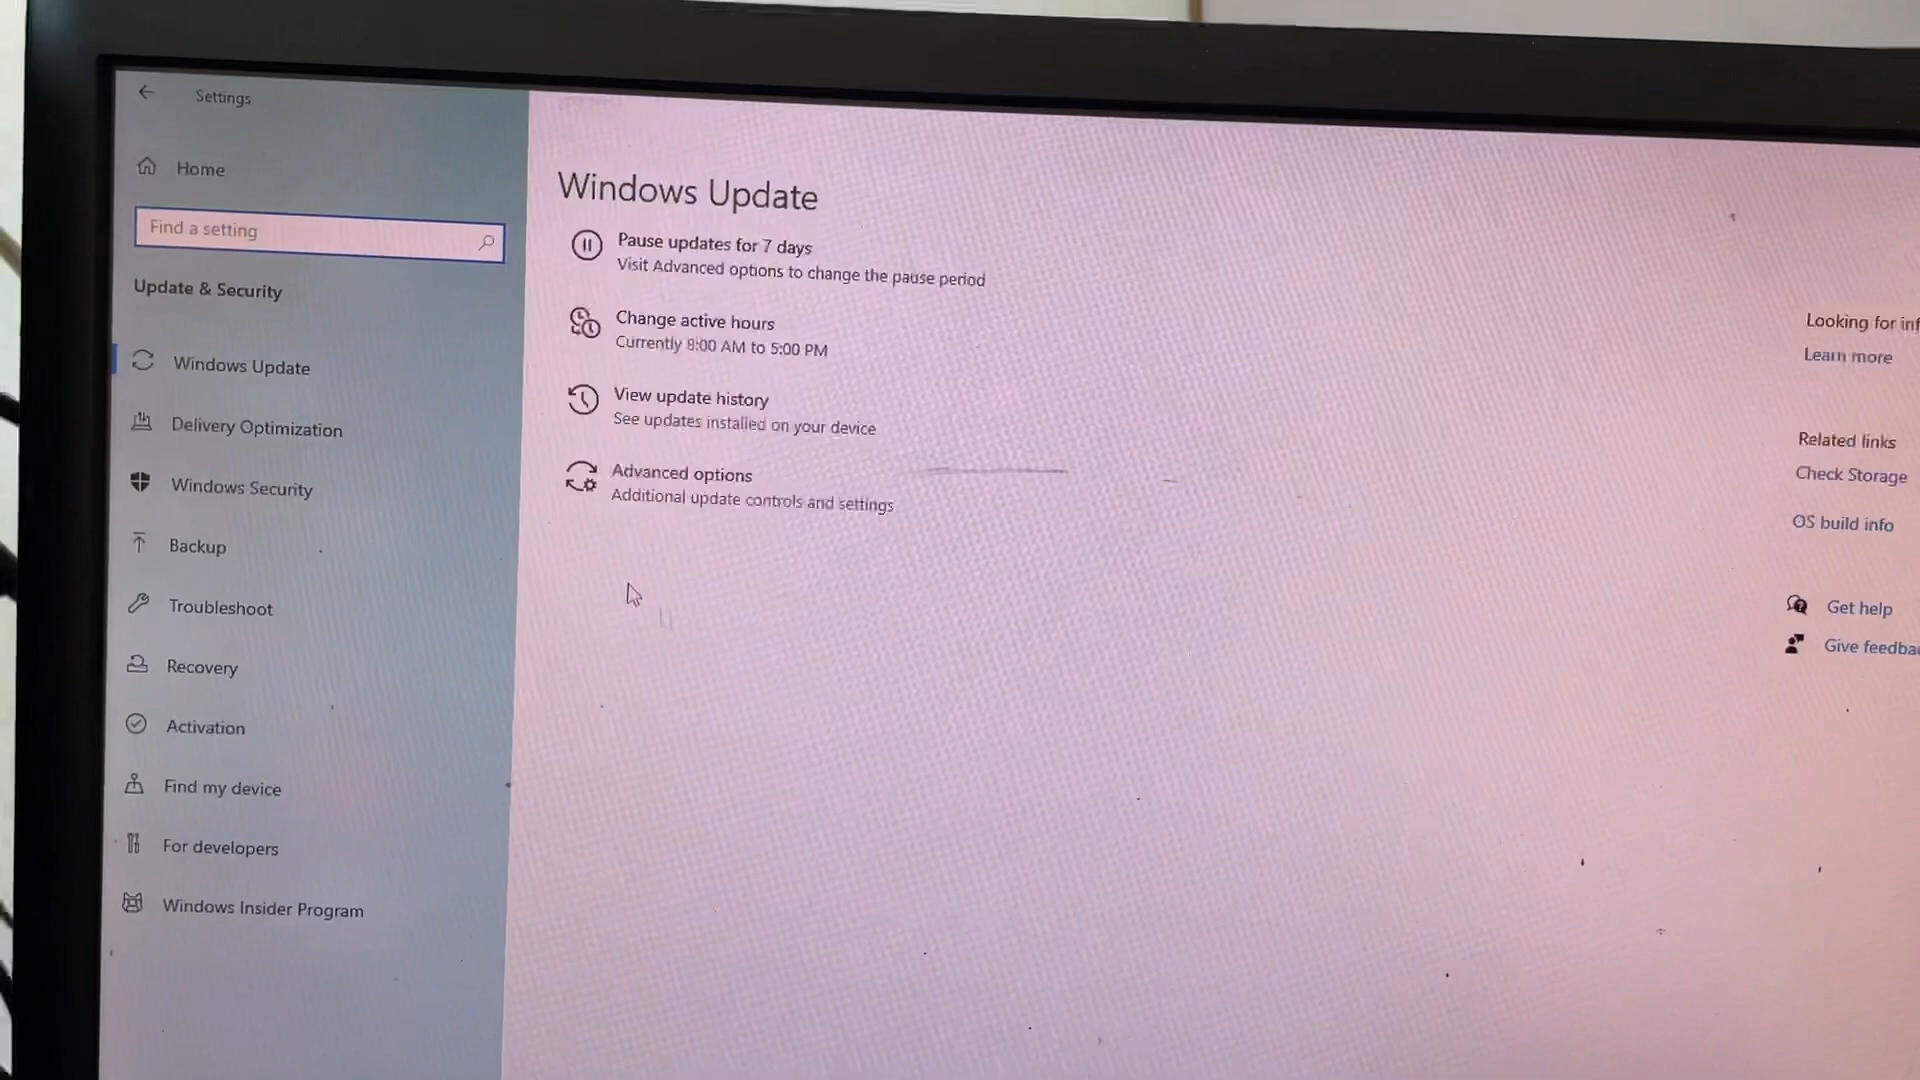 Settings
Home
Find a setting
Update & Security
Windows Update
Delivery Optimization
Windows Security
Backup
Troubleshoot
Recovery
Activation
Find my device
For developers
Windows Insider Program
Windows Update
Pause updates for 7 days
Visit Advanced options to change the pause period
Change active hours
Currently 8:00 AM to 5:00 PM
View update history
See updates installed on your device
Advanced options
Additional update controls and settings
Looking for
Learn more
Related links
Check Storage
OS build info
Get help
Give